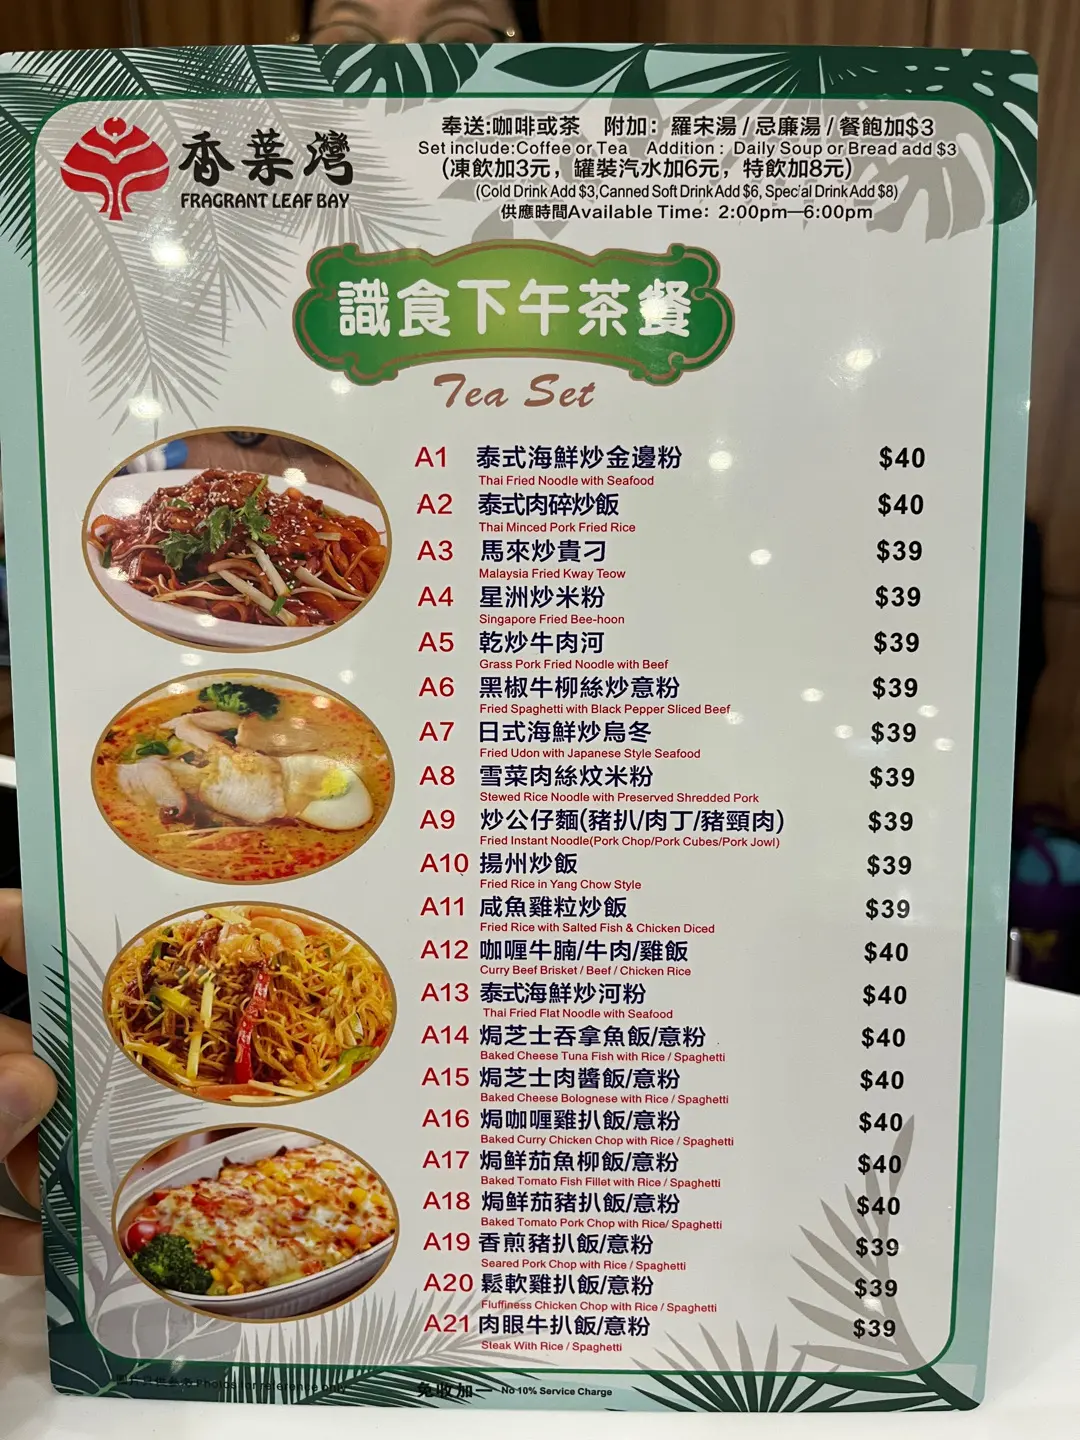 香葉灣
FRAGRANT LEAF BAY
奉送:咖啡或茶 附加：羅宋湯/忌廉湯/餐飽加$3
Set include:Coffee or Tea Addition : Daily Soup or Bread add $3
(凍飲加3元，罐裝汽水加6元，特飲加8元)
(Cold Drink Add $3,Canned Soft Drink Add $6, Special Drink Add $8)
供應時間Available Time：2:00pm—6:00pm
識食下午茶餐
Tea Set
A1 泰式海鮮炒金邊粉 $40
Thai Fried Noodle with Seafood
A2 泰式肉碎炒飯 $40
Thai Minced Pork Fried Rice
A3 馬來炒貴刁 $39
Malaysia Fried Kway Teow
A4 星洲炒米粉 $39
Singapore Fried Bee-hoon
A5 乾炒牛肉河 $39
Grass Pork Fried Noodle with Beef
A6 黑椒牛柳絲炒意粉 $39
Fried Spaghetti with Black Pepper Sliced Beef
A7 日式海鮮炒烏冬 $39
Fried Udon with Japanese Style Seafood
A8 雪菜肉絲炆米粉 $39
Stewed Rice Noodle with Preserved Shredded Pork
A9 炒公仔麵(豬扒/肉丁/豬頸肉) $39
Fried Instant Noodle(Pork Chop/Pork Cubes/Pork Jowl)
A10 揚州炒飯 $39
Fried Rice in Yang Chow Style
A11 咸魚雞粒炒飯 $39
Fried Rice with Salted Fish & Chicken Diced
A12 咖喱牛腩/牛肉/雞飯 $40
Curry Beef Brisket / Beef / Chicken Rice
A13 泰式海鮮炒河粉 $40
Thai Fried Flat Noodle with Seafood
A14 焗芝士吞拿魚飯/意粉 $40
Baked Cheese Tuna Fish with Rice / Spaghetti
A15 焗芝士肉醬飯/意粉 $40
Baked Cheese Bolognese with Rice / Spaghetti
A16 焗咖喱雞扒飯/意粉 $40
Baked Curry Chicken Chop with Rice / Spaghetti
A17 焗鮮茄魚柳飯/意粉 $40
Baked Tomato Fish Fillet with Rice / Spaghetti
A18 焗鮮茄豬扒飯/意粉 $40
Baked Tomato Pork Chop with Rice/ Spaghetti
A19 香煎豬扒飯/意粉 $39
Seared Pork Chop with Rice / Spaghetti
A20 鬆軟雞扒飯/意粉 $39
Fluffiness Chicken Chop with Rice / Spaghetti
A21 肉眼牛扒飯/意粉 $39
Steak With Rice / Spaghetti
圖片只供參考Photos for reference only
免收加一 No 10% Service Charge